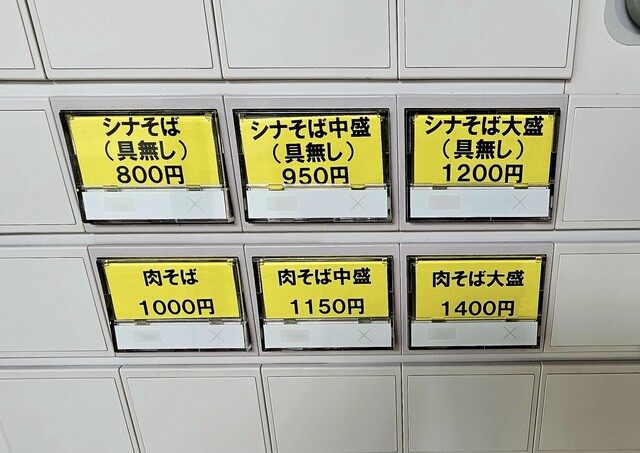 シナそば
（具無し）
800円
シナそば中盛
（具無し）
950円
シナそば大盛
（具無し）
1200円
肉そば
1000円
肉そば中盛
1150円
肉そば大盛
1400円